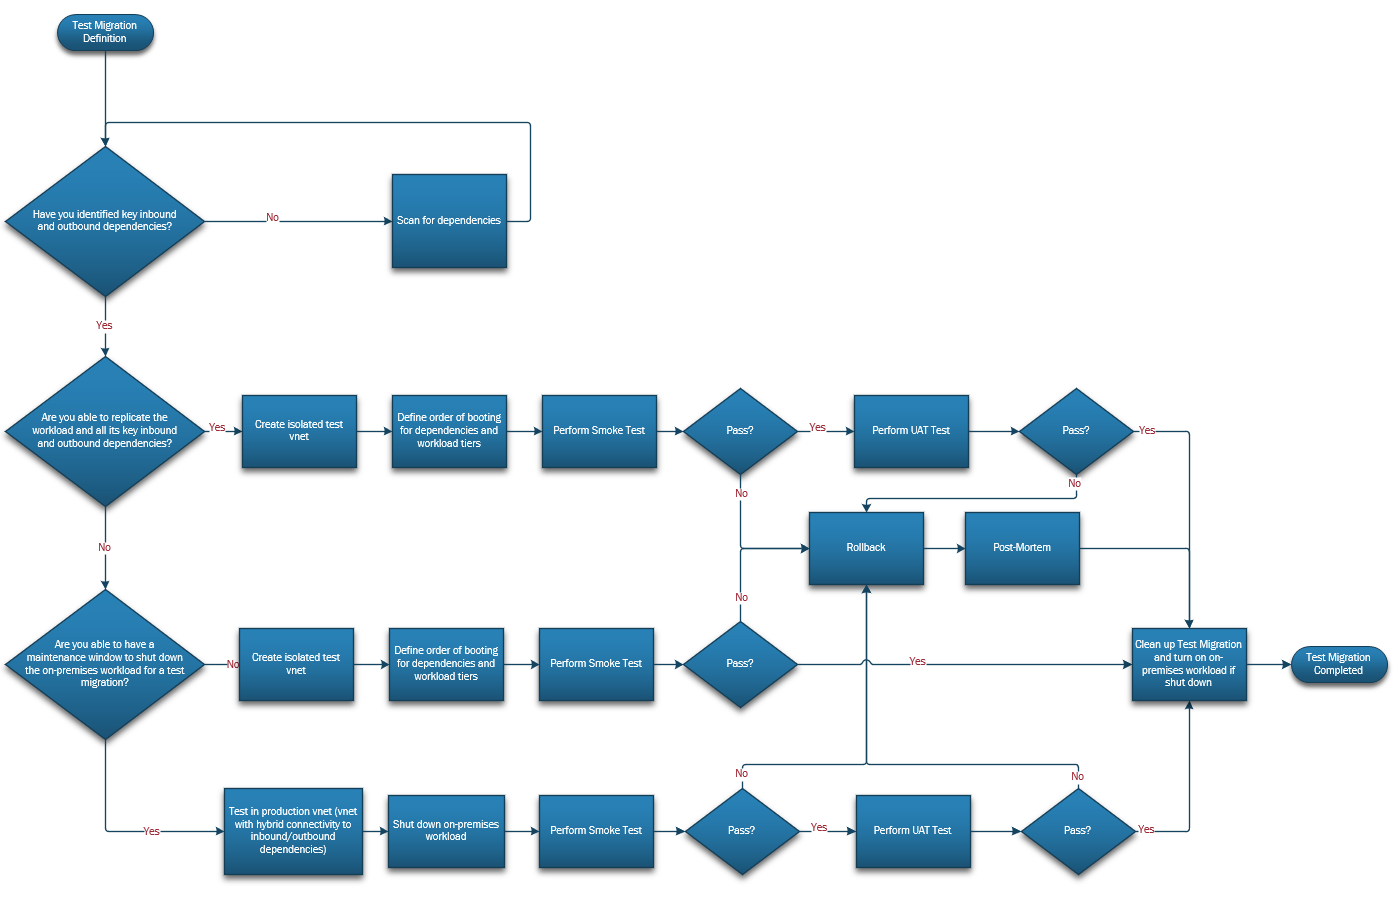 Test Migration
Definition
Have you identified key inbound
and outbound dependencies?
No
Scan for dependencies
Yes
Are you able to replicate the
workload and all its key inbound
and outbound dependencies?
Yes
Create isolated test
vnet
Define order of booting
for dependencies and
workload tiers
Perform Smoke Test
Pass?
Yes
Perform UAT Test
Pass?
Yes
No
No
Rollback
Post-Mortem
No
No
Are you able to have a
maintenance window to shut down
the on-premises workload for a test
migration?
No
Create isolated test
vnet
Define order of booting
for dependencies and
workload tiers
Perform Smoke Test
Pass?
Yes
Clean up Test Migration
and turn on on-
premises workload if
shut down
Test Migration
Completed
Yes
Test in production vnet (vnet
with hybrid connectivity to
inbound/outbound
dependencies)
Shut down on-premises
workload
Perform Smoke Test
No
Pass?
Yes
Perform UAT Test
No
Pass?
Yes